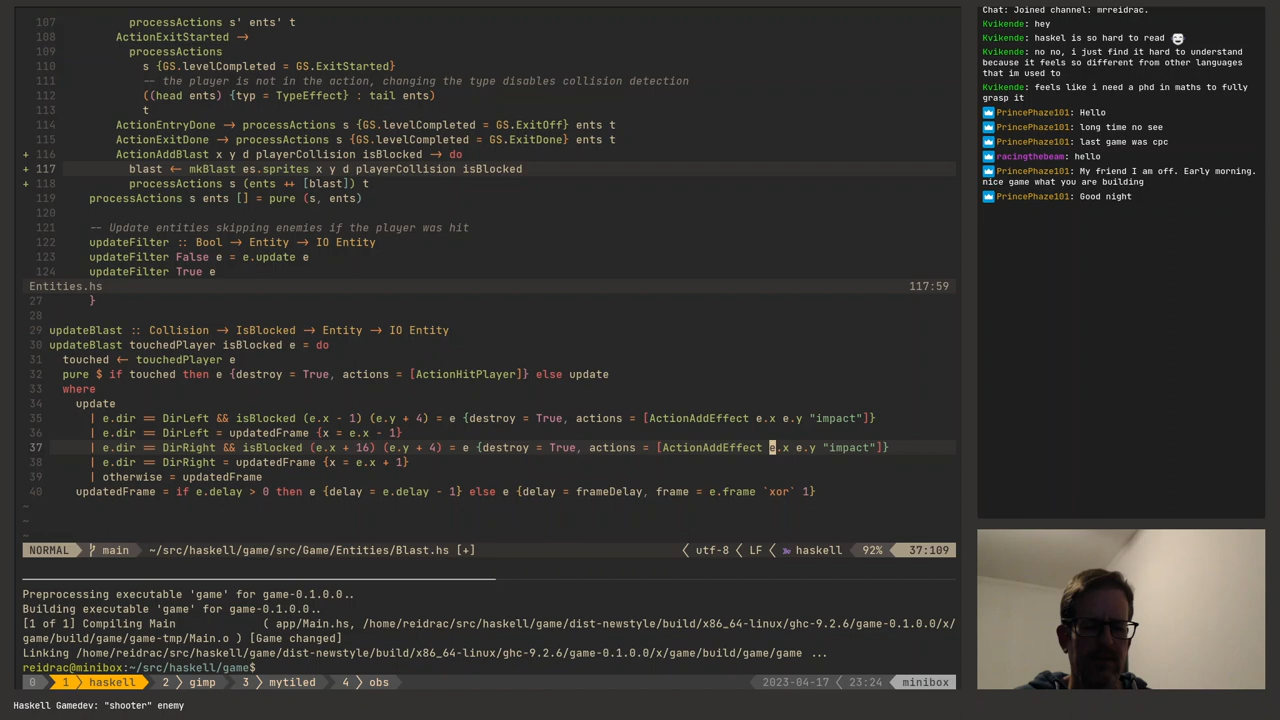 107 processActions s' ents' t
108 ActionExitStarted →
109 processActions
110 s {GS.levelCompleted = GS.ExitStarted}
111 -- the player is not in the action, changing the type disables collision detection
112 ((head ents) {typ = TypeEffect} : tail ents)
113 t
114 ActionEntryDone → processActions s {GS.levelCompleted = GS.ExitOff} ents t
115 ActionExitDone → processActions s {GS.levelCompleted = GS.ExitDone} ents t
+ 116 ActionAddBlast x y d playerCollision isBlocked → do
+ 117 blast ← mkBlast es.sprites x y d playerCollision isBlocked
+ 118 processActions s (ents ++ [blast]) t
119 processActions s ents [] = pure (s, ents)
120
121 -- Update entities skipping enemies if the player was hit
122 updateFilter :: Bool → Entity → IO Entity
123 updateFilter False e = e.update e
124 updateFilter True e
Entities.hs 117:59
27 }
28
29 updateBlast :: Collision → IsBlocked → Entity → IO Entity
30 updateBlast touchedPlayer isBlocked e = do
31 touched ← touchedPlayer e
32 pure $ if touched then e {destroy = True, actions = [ActionHitPlayer]} else update
33 where
34 update
35 | e.dir == DirLeft && isBlocked (e.x - 1) (e.y + 4) = e {destroy = True, actions = [ActionAddEffect e.x e.y "impact"]}
36 | e.dir == DirLeft = updatedFrame {x = e.x - 1}
37 | e.dir == DirRight && isBlocked (e.x + 16) (e.y + 4) = e {destroy = True, actions = [ActionAddEffect e.x e.y "impact"]}
38 | e.dir == DirRight = updatedFrame {x = e.x + 1}
39 | otherwise = updatedFrame
40 updatedFrame = if e.delay > 0 then e {delay = e.delay - 1} else e {delay = frameDelay, frame = e.frame `xor` 1}
~
~
~
NORMAL main ~/src/haskell/game/src/Game/Entities/Blast.hs [+] utf-8 LF haskell 92% 37:109
Preprocessing executable 'game' for game-0.1.0.0..
Building executable 'game' for game-0.1.0.0..
[1 of 1] Compiling Main ( app/Main.hs, /home/reidrac/src/haskell/game/dist-newstyle/build/x86_64-linux/ghc-9.2.6/game-0.1.0.0/x/
game/build/game/game-tmp/Main.o ) [Game changed]
Linking /home/reidrac/src/haskell/game/dist-newstyle/build/x86_64-linux/ghc-9.2.6/game-0.1.0.0/x/game/build/game/game ...
reidrac@minibox:~/src/haskell/game$
0 1 haskell 2 gimp 3 mytiled 4 obs 2023-04-17 23:24 minibox
Haskell Gamedev: "shooter" enemy
Chat: Joined channel: mrreidrac.
Kvikende: hey
Kvikende: haskel is so hard to read
Kvikende: no no, i just find it hard to understand
because it feels so different from other languages
that im used to
Kvikende: feels like i need a phd in maths to fully
grasp it
PrincePhaze101: Hello
PrincePhaze101: long time no see
PrincePhaze101: last game was cpc
racingthebeam: hello
PrincePhaze101: My friend I am off. Early morning.
nice game what you are building
PrincePhaze101: Good night